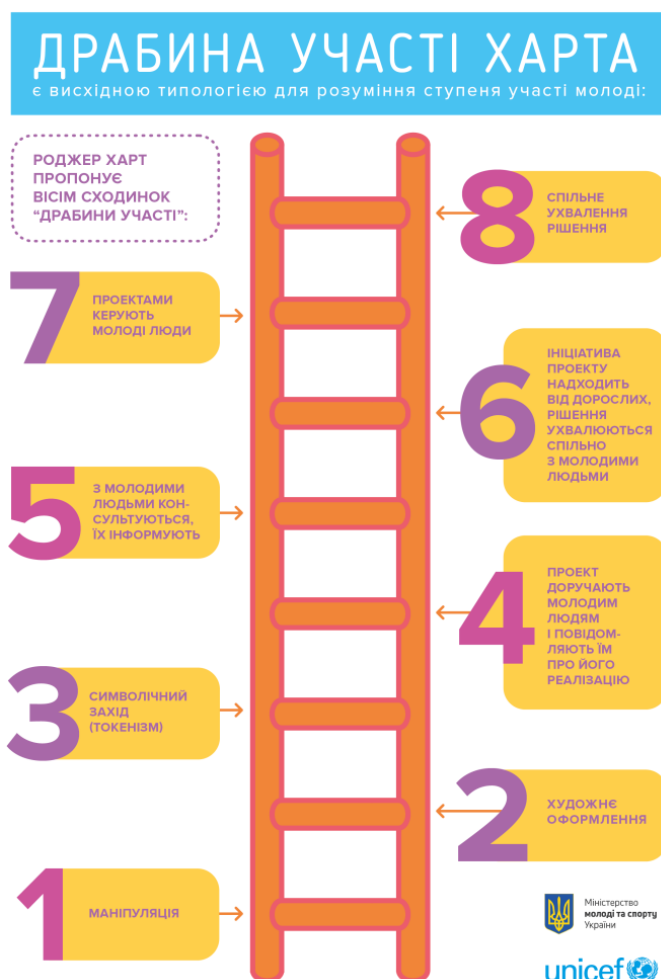 ДРАБИНА УЧАСТІ ХАРТА
є висхідною типологією для розуміння ступеня участі молоді:
РОДЖЕР ХАРТ
ПРОПОНУЄ
ВІСІМ СХОДИНОК
“ДРАБИНИ УЧАСТІ”:
8
СПІЛЬНЕ
УХВАЛЕННЯ
РІШЕННЯ
7
ПРОЕКТАМИ
КЕРУЮТЬ
МОЛОДІ ЛЮДИ
6
ІНІЦІАТИВА
ПРОЕКТУ
НАДХОДИТЬ
ВІД ДОРОСЛИХ,
РІШЕННЯ
УХВАЛЮЮТЬСЯ
СПІЛЬНО
З МОЛОДИМИ
ЛЮДЬМИ
5
З МОЛОДИМИ
ЛЮДЬМИ КОН-
СУЛЬТУЮТЬСЯ,
ЇХ ІНФОРМУЮТЬ
4
ПРОЕКТ
ДОРУЧАЮТЬ
МОЛОДИМ
ЛЮДЯМ
І ПОВІДОМ-
ЛЯЮТЬ ЇМ
ПРО ЙОГО
РЕАЛІЗАЦІЮ
3
СИМВОЛІЧНИЙ
ЗАХІД
(ТОКЕНІЗМ)
2
ХУДОЖНЄ
ОФОРМЛЕННЯ
1
МАНІПУЛЯЦІЯ
Міністерство
молоді та спорту
України
unicef